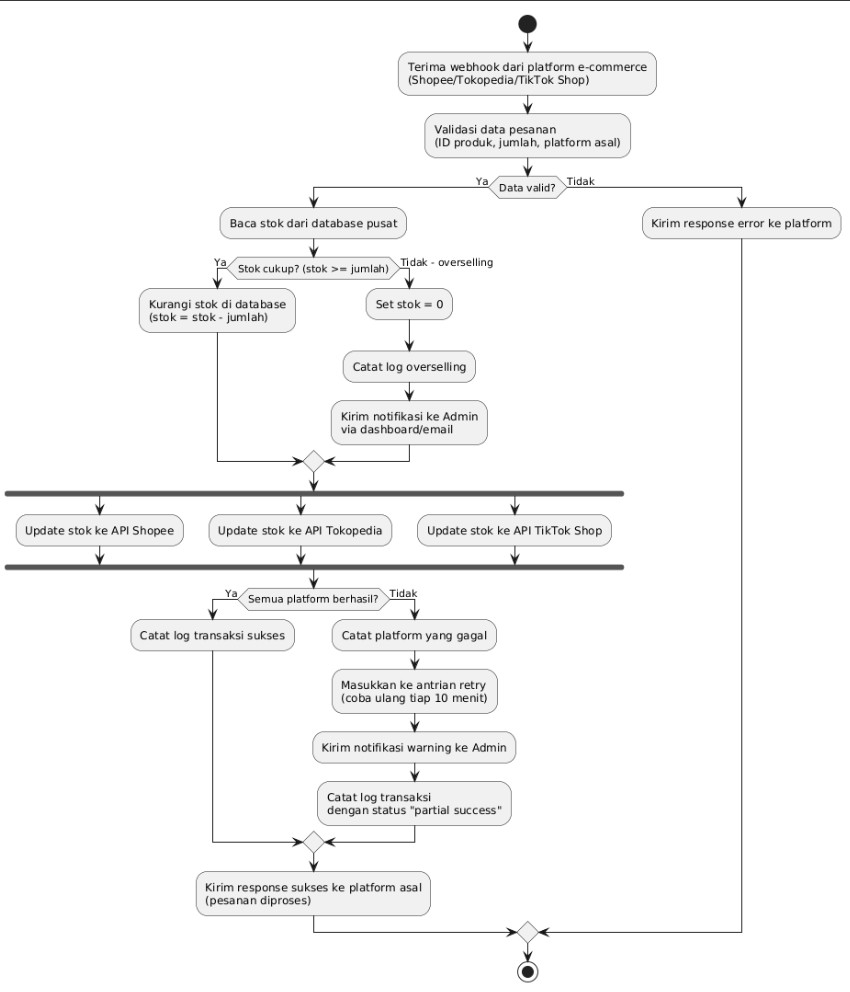 Terima webhook dari platform e-commerce
(Shopee/Tokopedia/TikTok Shop)
Validasi data pesanan
(ID produk, jumlah, platform asal)
Ya
Data valid?
Tidak
Baca stok dari database pusat
Kirim response error ke platform
Ya
Stok cukup? (stok >= jumlah)
Tidak - overselling
Kurangi stok di database
(stok = stok - jumlah)
Set stok = 0
Catat log overselling
Kirim notifikasi ke Admin
via dashboard/email
Update stok ke API Shopee
Update stok ke API Tokopedia
Update stok ke API TikTok Shop
Ya
Semua platform berhasil?
Tidak
Catat log transaksi sukses
Catat platform yang gagal
Masukkan ke antrian retry
(coba ulang tiap 10 menit)
Kirim notifikasi warning ke Admin
Catat log transaksi
dengan status "partial success"
Kirim response sukses ke platform asal
(pesanan diproses)